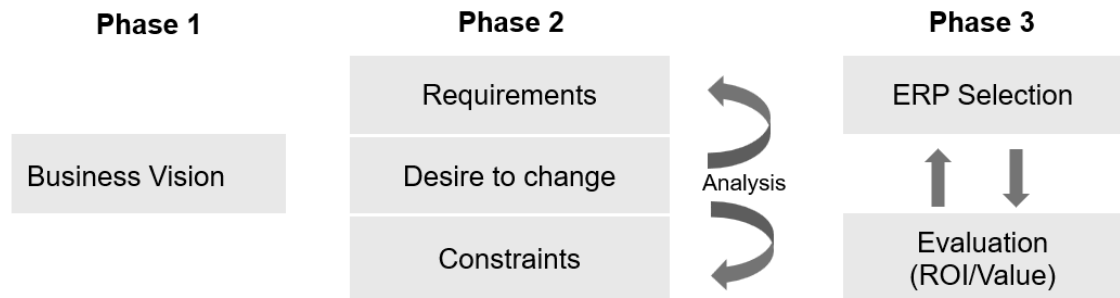 Phase 1
Phase 2
Phase 3
Requirements
ERP Selection
Business Vision
Desire to change
Analysis
Constraints
Evaluation
(ROI/Value)